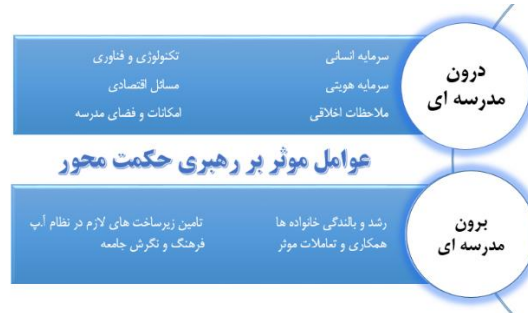 درون
مدرسه ای
سرمایه انسانی
سرمایه هویتی
ملاحظات اخلاقی
تکنولوژی و فناوری
مسائل اقتصادی
امکانات و فضای مدرسه
عوامل موثر بر رهبری حکمت محور
برون
مدرسه ای
رشد و بالندگی خانواده ها
همکاری و تعاملات موثر
تامین زیرساخت های لازم در نظام آ.پ
فرهنگ و نگرش جامعه